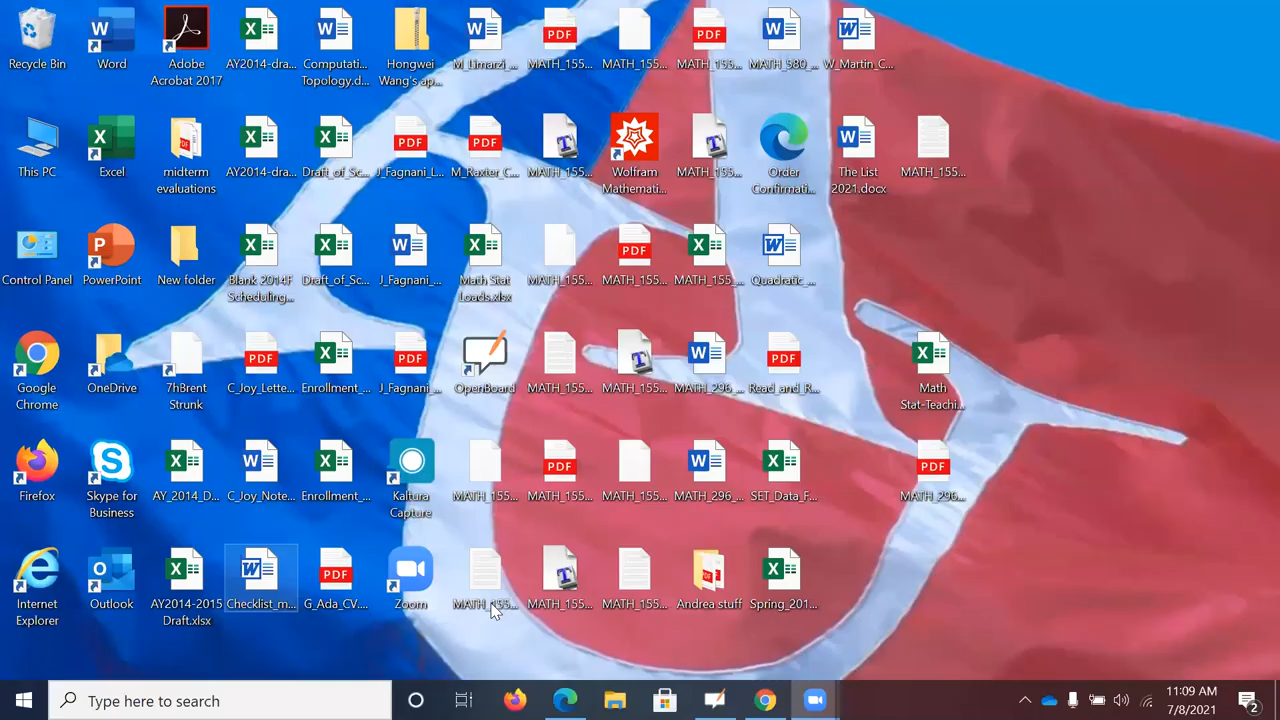 Recycle Bin
Word
Adobe
Acrobat 2017
AY2014-dra...
Computati...
Topology.d...
Hongwei
Wang's ap...
M_Limarzi_...
MATH_155...
MATH_155...
MATH_155...
MATH_380_...
W_Martin_C...
This PC
Excel
midterm
evaluations
AY2014-dra...
Draft_of_Sc...
J_Fagnani_L...
M_Raxter_C...
MATH_155...
Wolfram
Mathemati...
MATH_155...
Order
Confirmati...
The List
2021.docx
MATH_155...
Control Panel
PowerPoint
New folder
Blank 2014F
Scheduling...
Draft_of_Sc...
J_Fagnani_...
Math Stat
Loads.xlsx
MATH_155...
MATH_155...
MATH_155_...
Quadratic_...
Google
Chrome
OneDrive
7hBrent
Strunk
C_Joy_Lette...
Enrollment_...
J_Fagnani_...
OpenBoard
MATH_155...
MATH_155...
MATH_296_...
Read_and_R...
Math
Stat-Teachi...
Firefox
Skype for
Business
AY_2014_D...
C_Joy_Note...
Enrollment_...
Kaltura
Capture
MATH_155...
MATH_155...
MATH_155...
MATH_296_...
SET_Data_F...
MATH_296_...
Internet
Explorer
Outlook
AY2014-2015
Draft.xlsx
Checklist_m...
G_Ada_CV....
Zoom
MATH_155...
MATH_155...
MATH_155...
Andrea stuff
Spring_201...
Type here to search
11:09 AM
7/8/2021
2